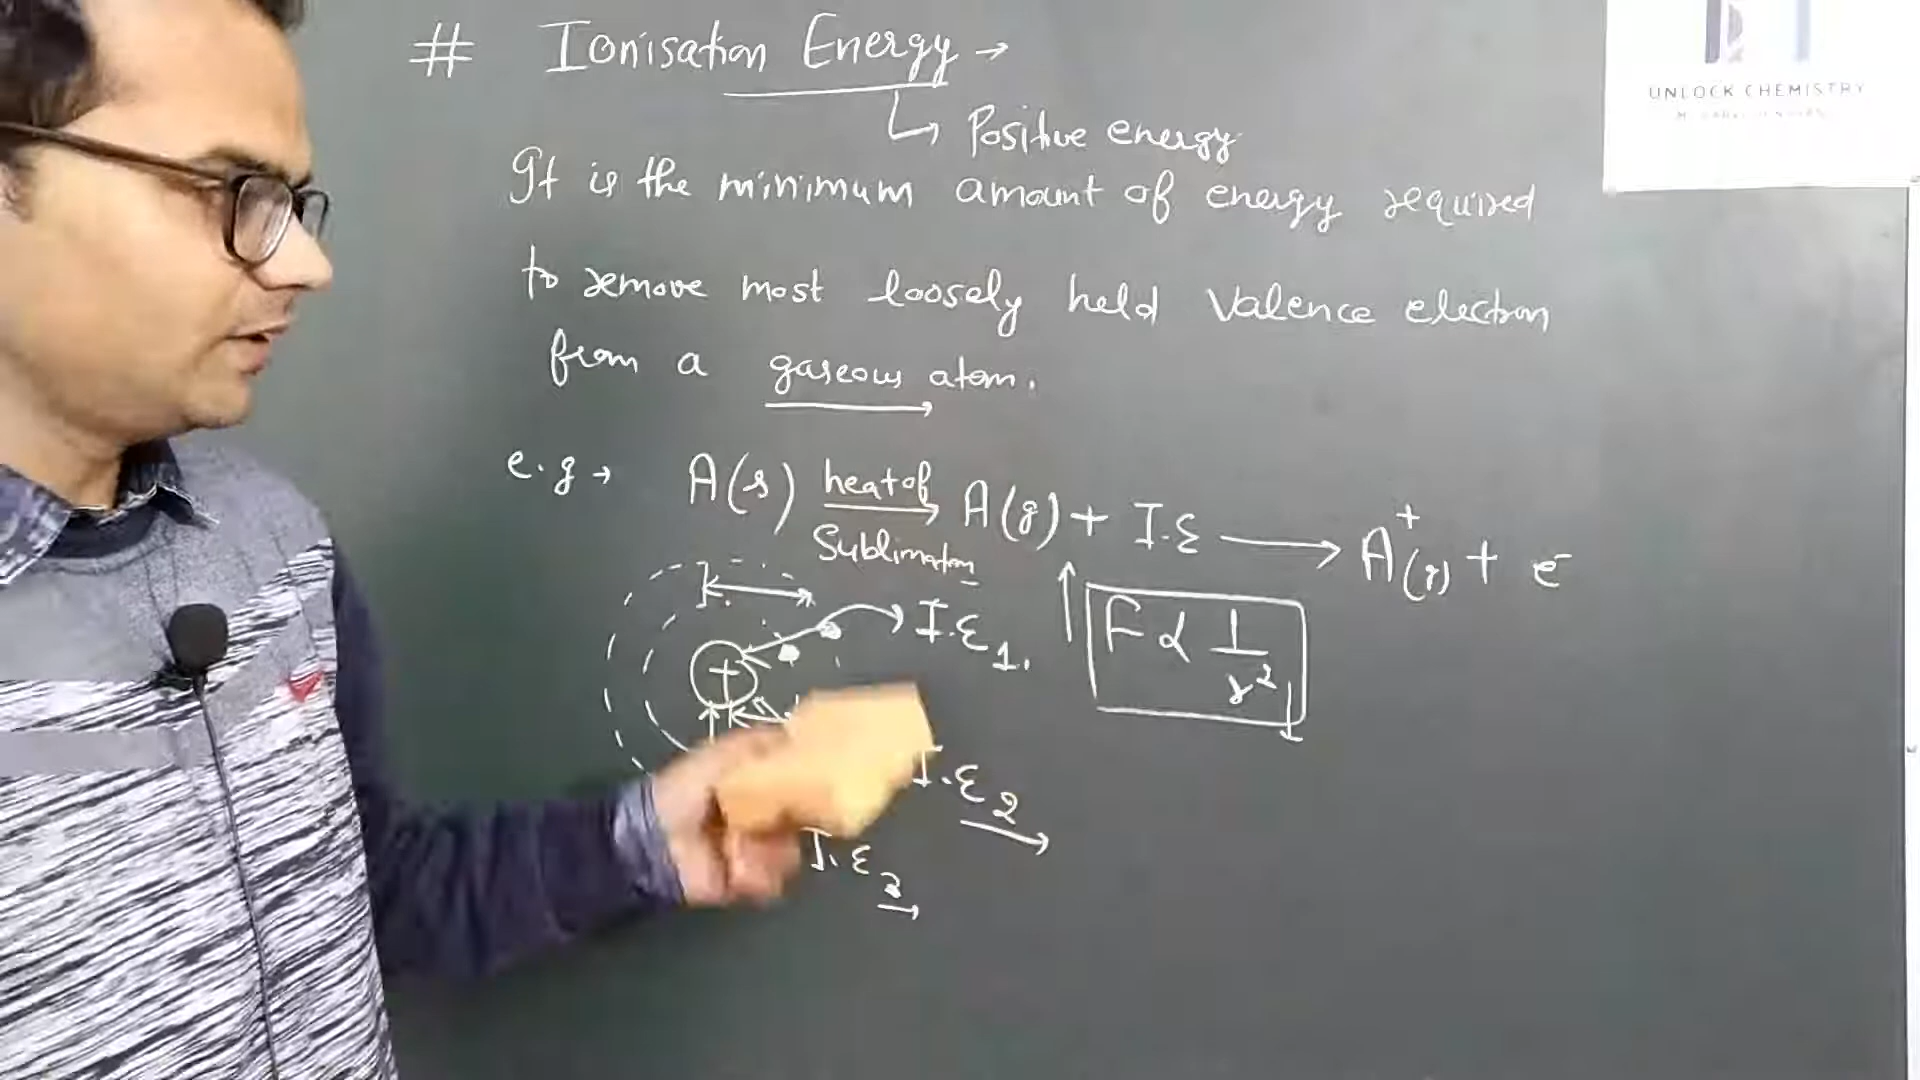 # Ionisation Energy →
UNLOCK CHEMISTRY
↳ Positive energy
It is the minimum amount of energy required
to remove most loosely held valence electron
from a gaseous atom.
e.g → A(s) heat of Sublimation → A(g) + I.E → A⁺(g) + e⁻
I.E₁.
F ∝ 1/r²
+
I.E₂
I.E₃